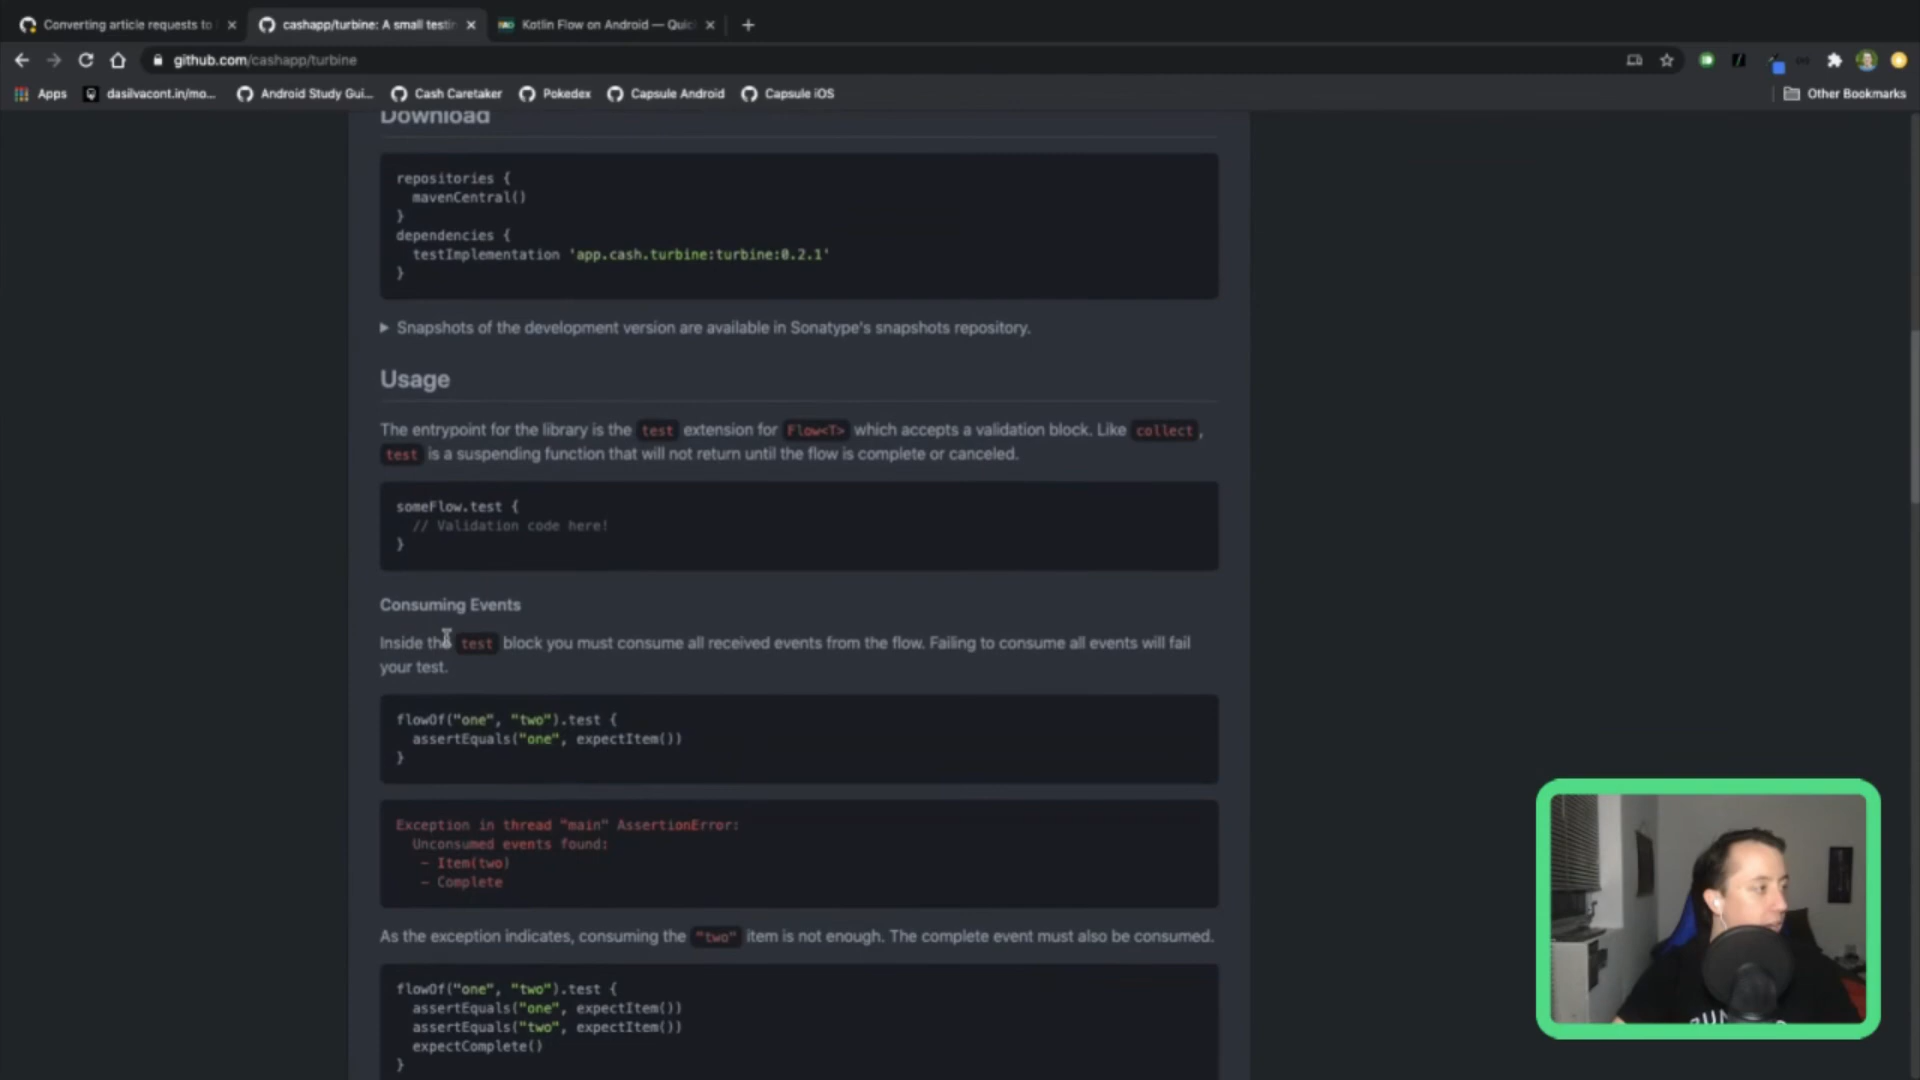 Converting article requests to
cashapp/turbine: A small testin
Kotlin Flow on Android — Quic
github.com/cashapp/turbine
Apps
dasilvacont.in/mo...
Android Study Gui...
Cash Caretaker
Pokedex
Capsule Android
Capsule iOS
Other Bookmarks
Download
repositories {
mavenCentral()
}
dependencies {
testImplementation 'app.cash.turbine:turbine:0.2.1'
}
Snapshots of the development version are available in Sonatype's snapshots repository.
Usage
The entrypoint for the library is the test extension for Flow<T> which accepts a validation block. Like collect,
test is a suspending function that will not return until the flow is complete or canceled.
someFlow.test {
// Validation code here!
}
Consuming Events
Inside the test block you must consume all received events from the flow. Failing to consume all events will fail
your test.
flowOf("one", "two").test {
assertEquals("one", expectItem())
}
Exception in thread "main" AssertionError:
Unconsumed events found:
- Item(two)
- Complete
As the exception indicates, consuming the "two" item is not enough. The complete event must also be consumed.
flowOf("one", "two").test {
assertEquals("one", expectItem())
assertEquals("two", expectItem())
expectComplete()
}